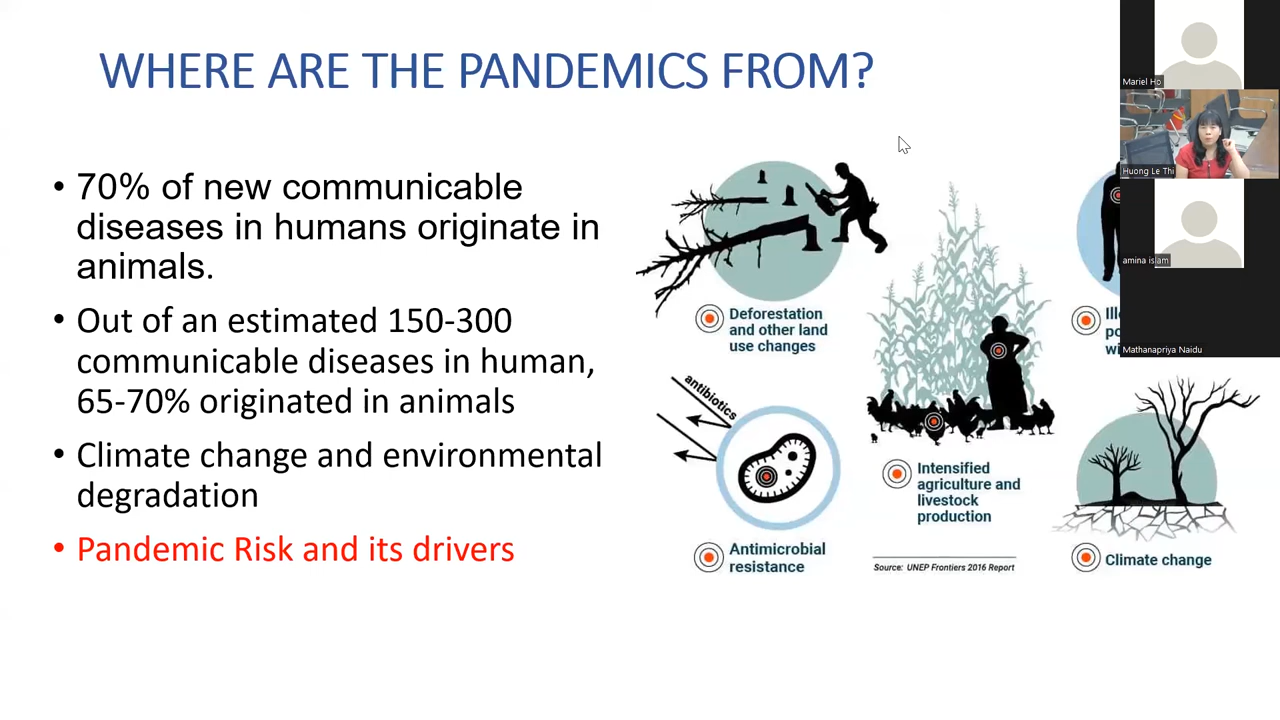 WHERE ARE THE PANDEMICS FROM?
• 70% of new communicable
diseases in humans originate in
animals.
• Out of an estimated 150-300
communicable diseases in human,
65-70% originated in animals
• Climate change and environmental
degradation
• Pandemic Risk and its drivers
Deforestation
and other land
use changes
antibiotics
Antimicrobial
resistance
Intensified
agriculture and
livestock
production
Source: UNEP Frontiers 2016 Report
Climate change
Mariel Ho
Huong Le Thi
amina islam
Mathanapriya Naidu